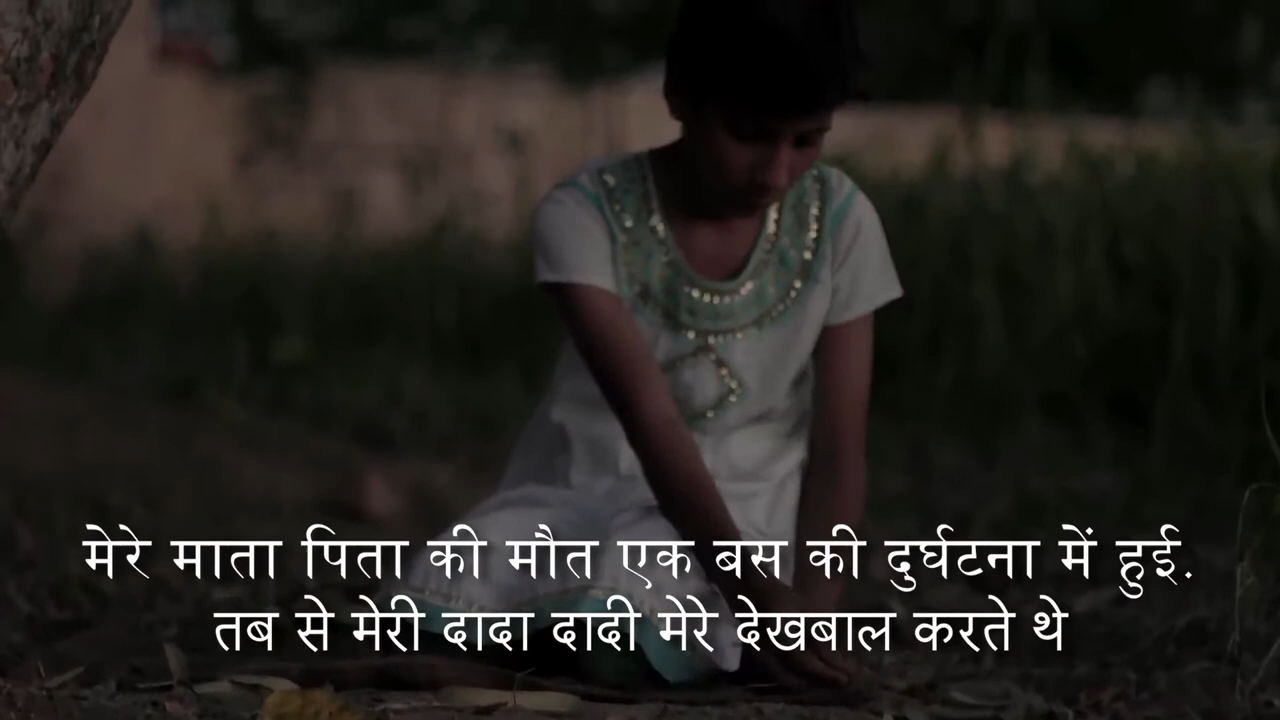 मेरे माता पिता की मौत एक बस की दुर्घटना में हुई.
तब से मेरी दादा दादी मेरे देखबाल करते थे